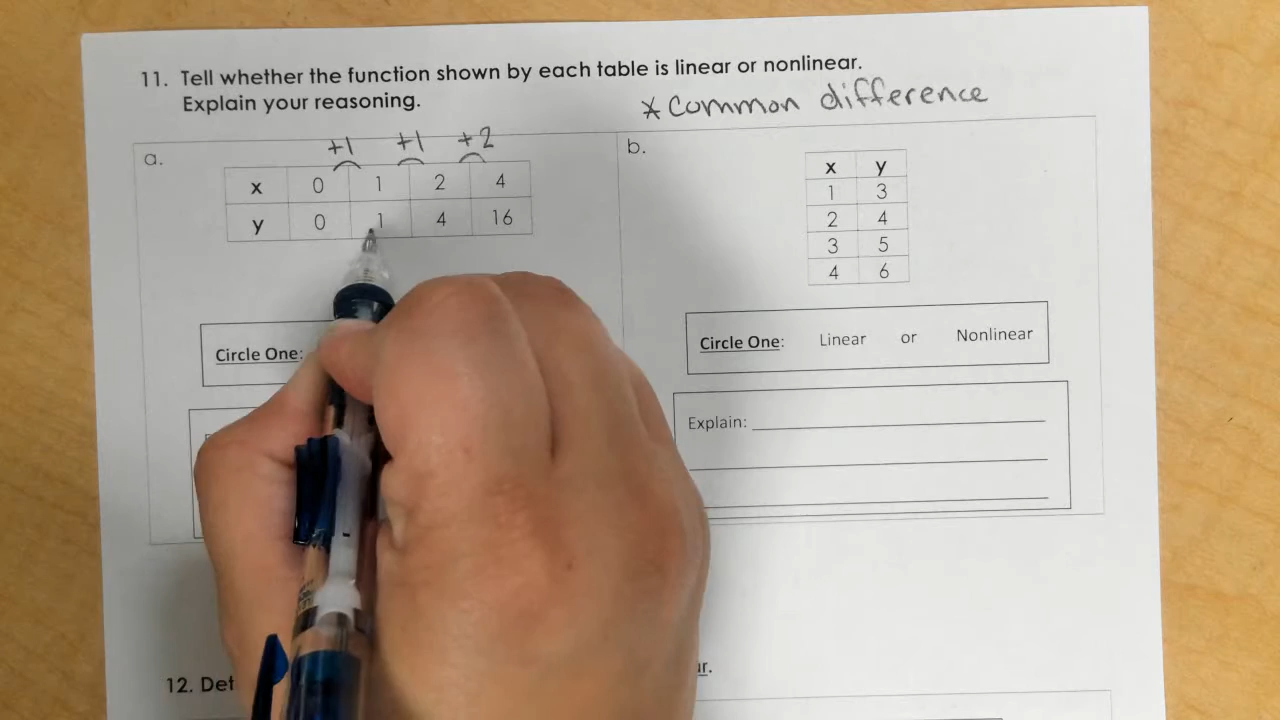 11. Tell whether the function shown by each table is linear or nonlinear.
Explain your reasoning.
* common difference
a.
+1 +1 +2
x 0 1 2 4
y 0 1 4 16
Circle One:
b.
x y
1 3
2 4
3 5
4 6
Circle One: Linear or Nonlinear
Explain:
12. Det